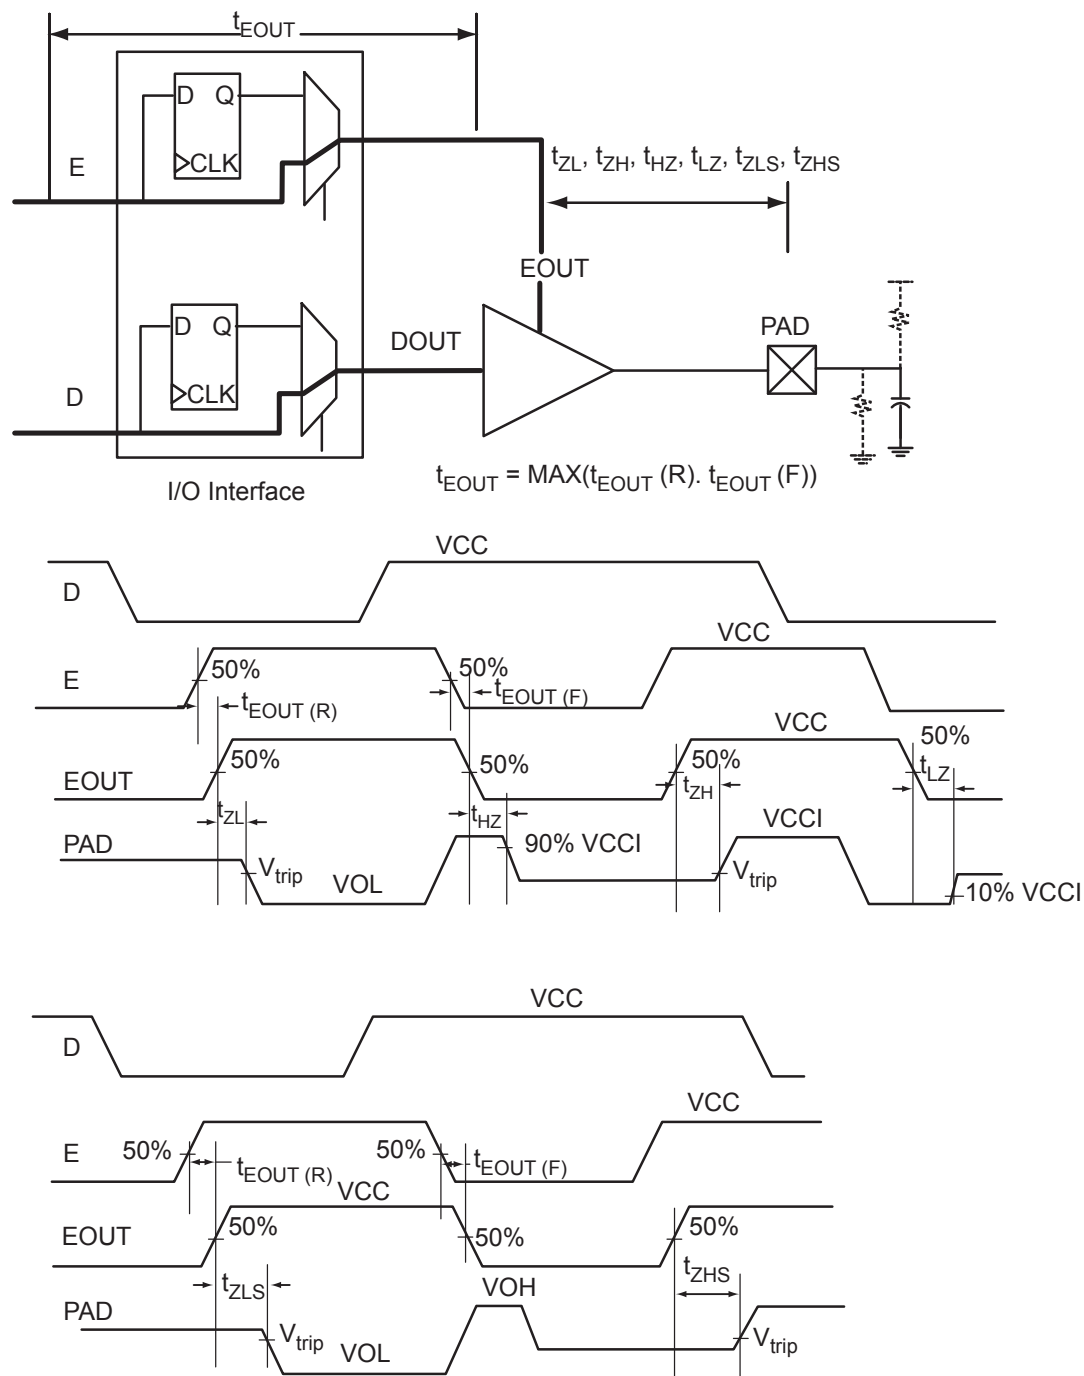 tEOUT
D Q
CLK
E
tZL, tZH, tHZ, tLZ, tZLS, tZHS
EOUT
D Q
CLK
DOUT
PAD
D
I/O Interface
tEOUT = MAX(tEOUT (R). tEOUT (F))
VCC
D
VCC
E
50%
50%
tEOUT (R)
tEOUT (F)
VCC
50%
EOUT
50%
50%
50%
tLZ
tZL
tHZ
tZH
PAD
VCCI
90% VCCI
Vtrip
VOL
Vtrip
10% VCCI
VCC
D
VCC
E
50%
50%
tEOUT (R)
tEOUT (F)
VCC
EOUT
50%
50%
50%
tZLS
tZHS
PAD
VOH
Vtrip
VOL
Vtrip